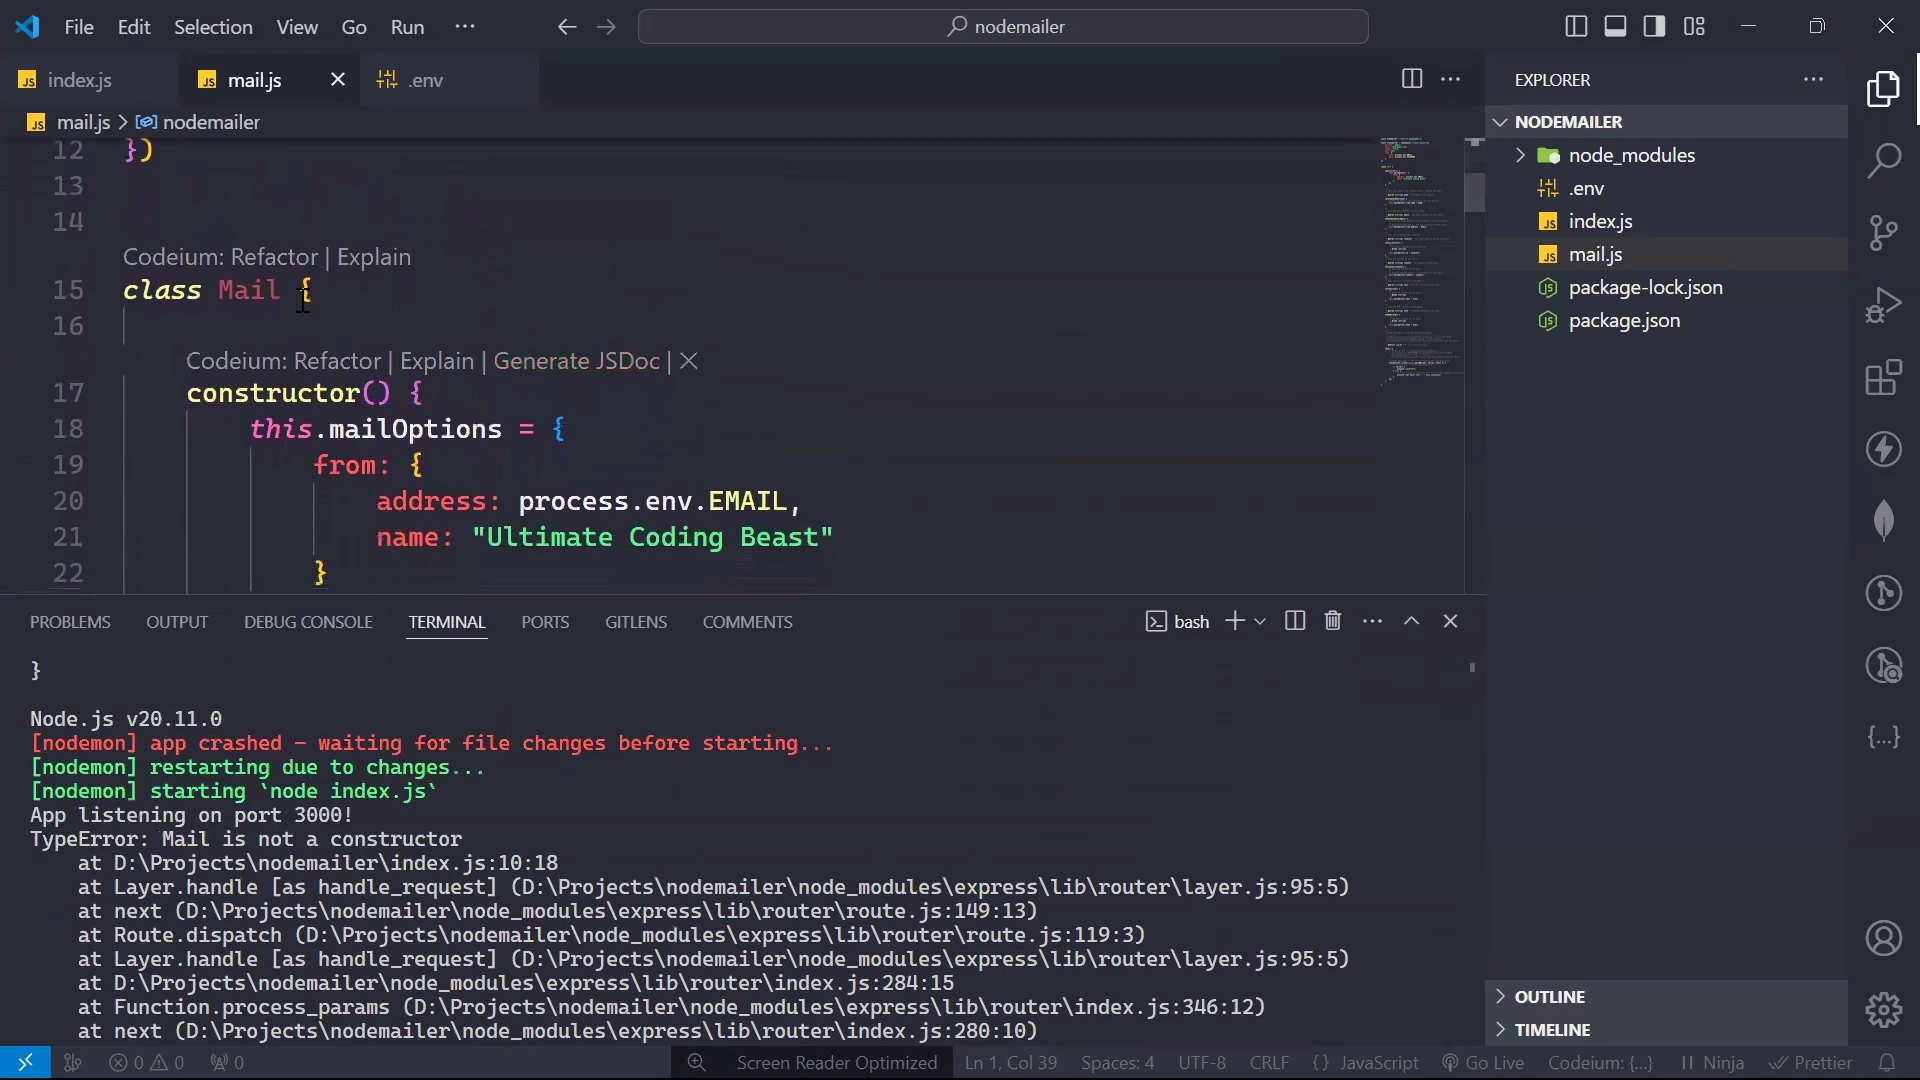 File Edit Selection View Go Run ··· nodemailer
index.js mail.js .env
mail.js > nodemailer
12 })
13
14
Codeium: Refactor | Explain
15 class Mail {
16
Codeium: Refactor | Explain | Generate JSDoc | ✕
17 constructor() {
18 this.mailOptions = {
19 from: {
20 address: process.env.EMAIL,
21 name: "Ultimate Coding Beast"
22 }
PROBLEMS OUTPUT DEBUG CONSOLE TERMINAL PORTS GITLENS COMMENTS bash
}
Node.js v20.11.0
[nodemon] app crashed - waiting for file changes before starting...
[nodemon] restarting due to changes...
[nodemon] starting `node index.js`
App listening on port 3000!
TypeError: Mail is not a constructor
at D:\Projects\nodemailer\index.js:10:18
at Layer.handle [as handle_request] (D:\Projects\nodemailer\node_modules\express\lib\router\layer.js:95:5)
at next (D:\Projects\nodemailer\node_modules\express\lib\router\route.js:149:13)
at Route.dispatch (D:\Projects\nodemailer\node_modules\express\lib\router\route.js:119:3)
at Layer.handle [as handle_request] (D:\Projects\nodemailer\node_modules\express\lib\router\layer.js:95:5)
at D:\Projects\nodemailer\node_modules\express\lib\router\index.js:284:15
at Function.process_params (D:\Projects\nodemailer\node_modules\express\lib\router\index.js:346:12)
at next (D:\Projects\nodemailer\node_modules\express\lib\router\index.js:280:10)
EXPLORER
NODEMAILER
node_modules
.env
index.js
mail.js
package-lock.json
package.json
OUTLINE
TIMELINE
0 0 0 Screen Reader Optimized Ln 1, Col 39 Spaces: 4 UTF-8 CRLF {} JavaScript Go Live Codeium: {...} Ninja Prettier